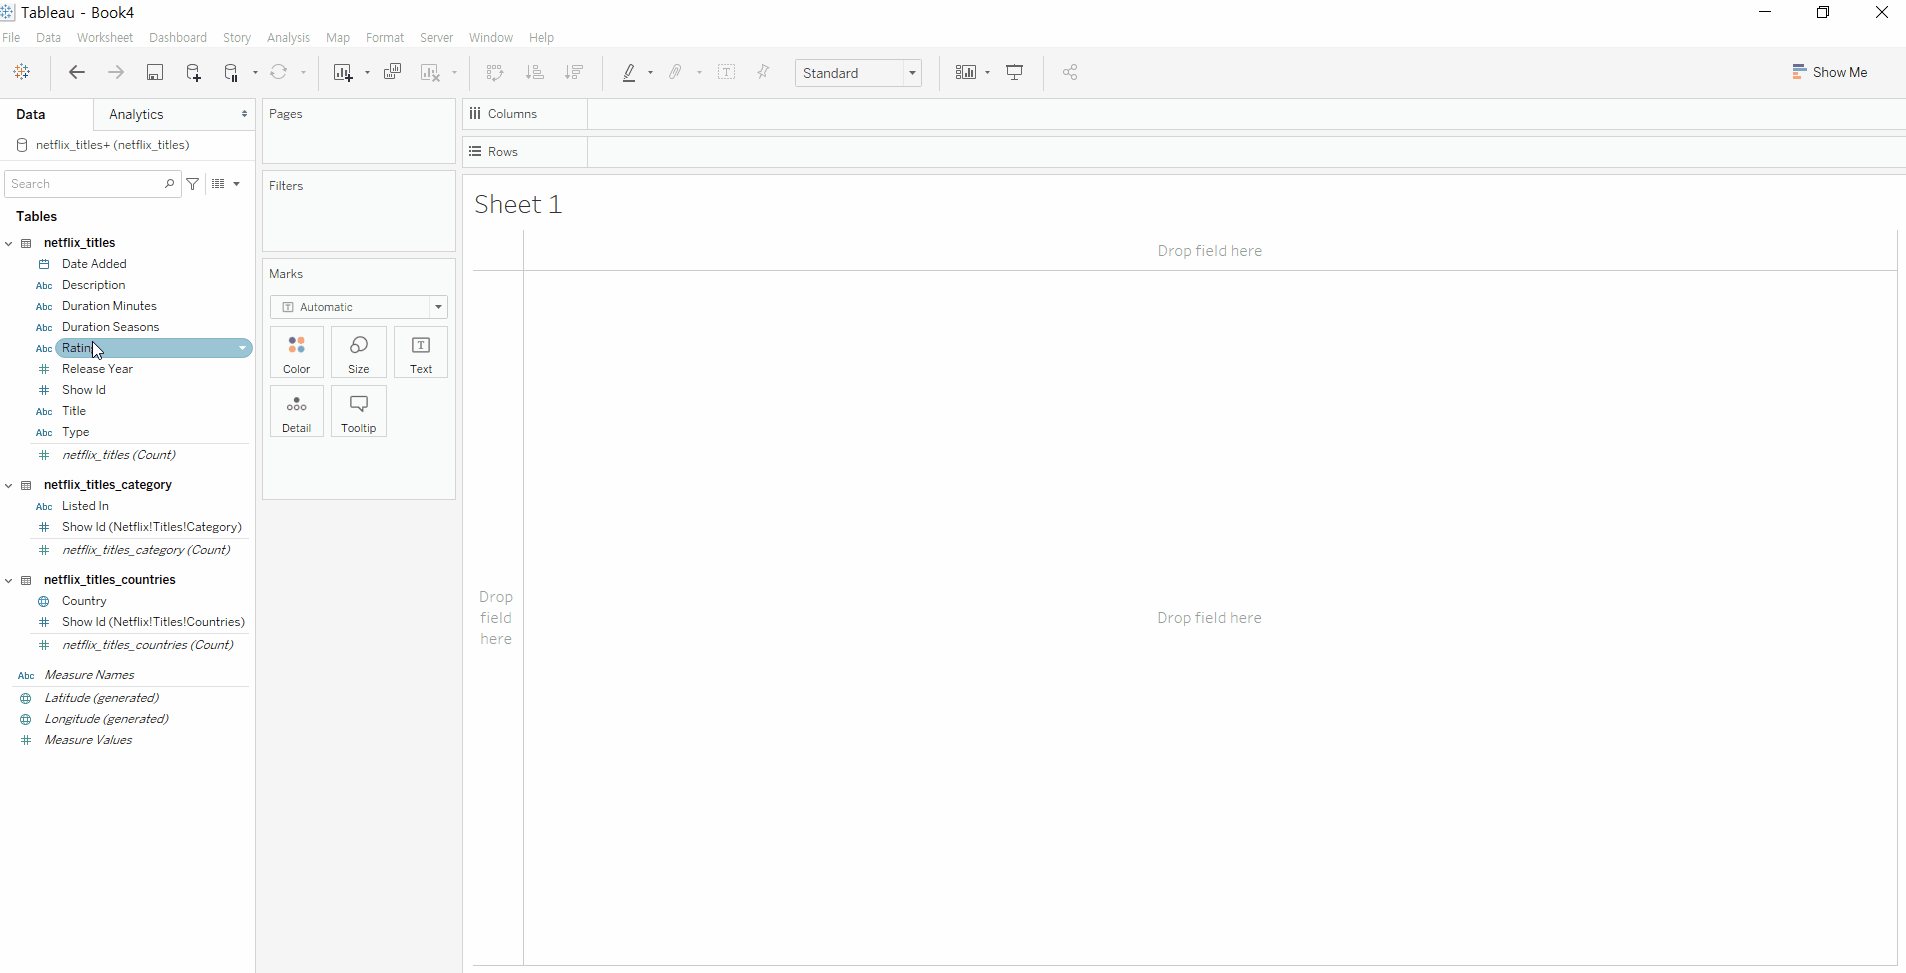 Tableau - Book4
File Data Worksheet Dashboard Story Analysis Map Format Server Window Help
Standard
Show Me
Data Analytics
netflix_titles+ (netflix_titles)
Search
Tables
netflix_titles
Date Added
Abc Description
Abc Duration Minutes
Abc Duration Seasons
Abc Rating
Release Year
Show Id
Abc Title
Abc Type
netflix_titles (Count)
netflix_titles_category
Abc Listed In
Show Id (Netflix!Titles!Category)
netflix_titles_category (Count)
netflix_titles_countries
Country
Show Id (Netflix!Titles!Countries)
netflix_titles_countries (Count)
Abc Measure Names
Latitude (generated)
Longitude (generated)
Measure Values
Pages
Filters
Marks
T Automatic
Color Size T Text
Detail Tooltip
Columns
Rows
Sheet 1
Drop field here
Drop
field
here
Drop field here